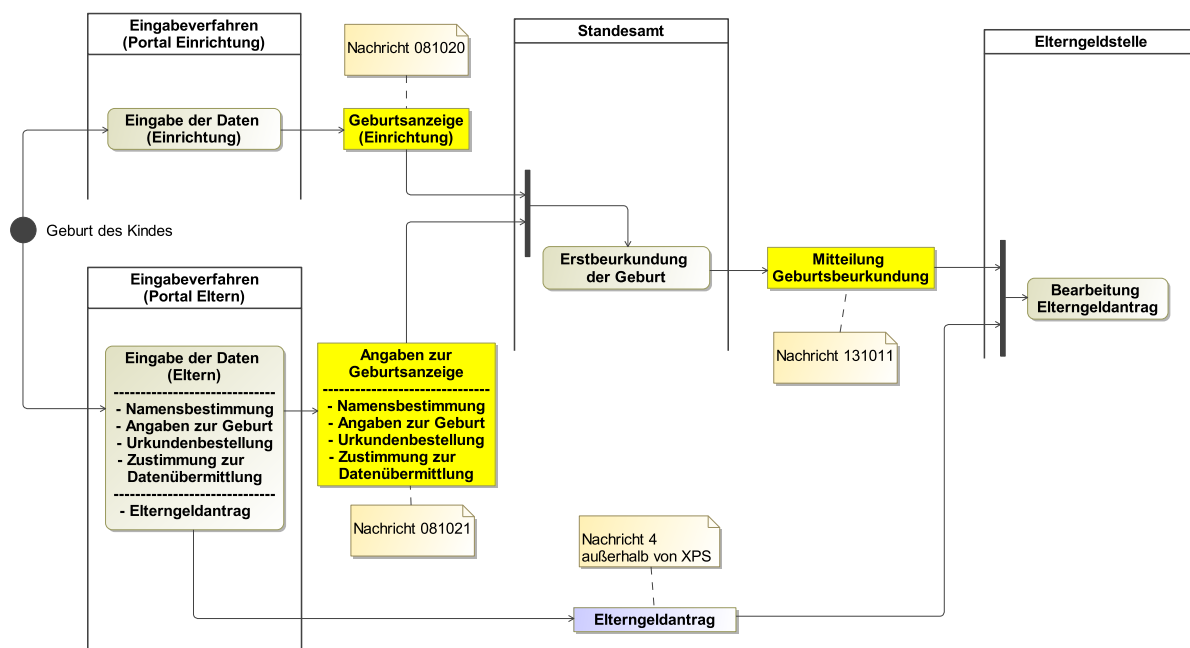 Eingabeverfahren
(Portal Einrichtung)
Nachricht 081020
Standesamt
Elterngeldstelle
Eingabe der Daten
(Einrichtung)
Geburtsanzeige
(Einrichtung)
Geburt des Kindes
Erstbeurkundung
der Geburt
Mitteilung
Geburtsbeurkundung
Bearbeitung
Elterngeldantrag
Nachricht 131011
Eingabeverfahren
(Portal Eltern)
Eingabe der Daten
(Eltern)
- Namensbestimmung
- Angaben zur Geburt
- Urkundenbestellung
- Zustimmung zur
Datenübermittlung
- Elterngeldantrag
Angaben zur
Geburtsanzeige
- Namensbestimmung
- Angaben zur Geburt
- Urkundenbestellung
- Zustimmung zur
Datenübermittlung
Nachricht 081021
Nachricht 4
außerhalb von XPS
Elterngeldantrag